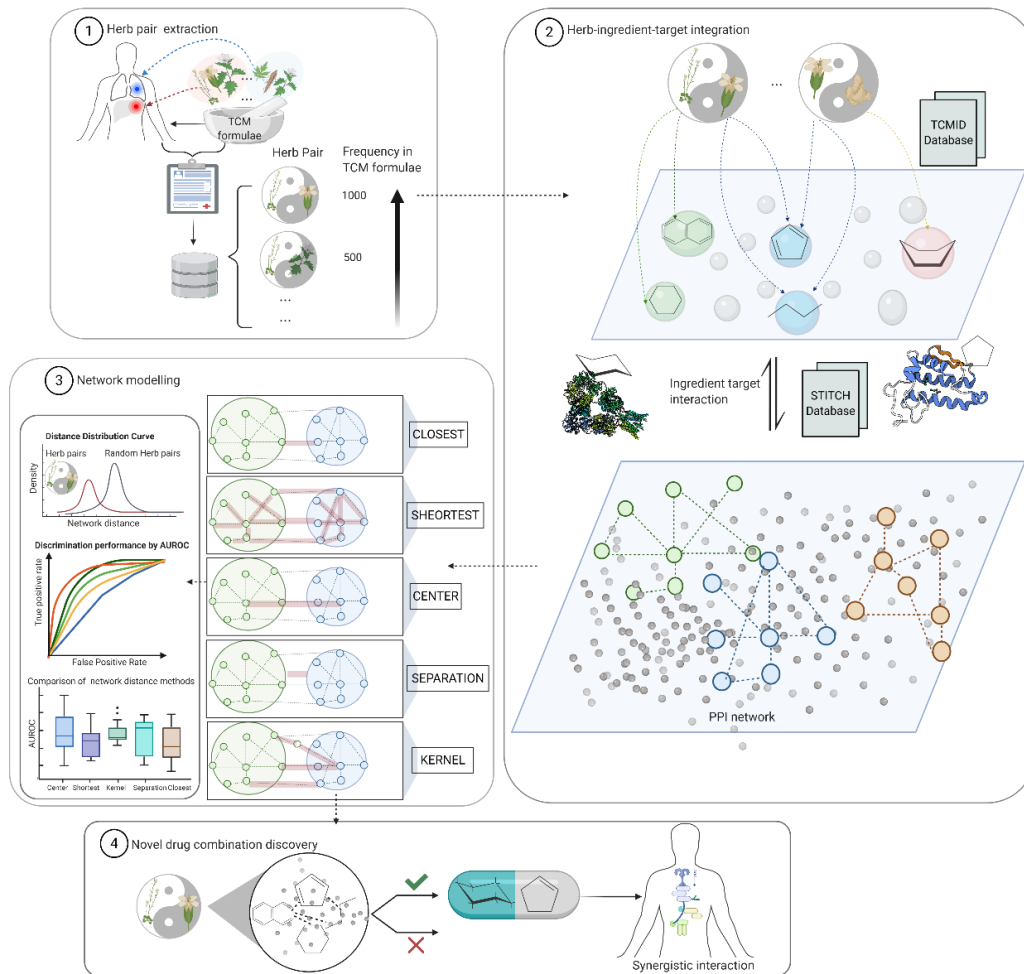 1
Herb pair extraction
TCM
formulae
Herb Pair
Frequency in
TCM formulae
1000
500
...
...
2
Herb-ingredient-target integration
...
TCMID
Database
Ingredient target
interaction
STITCH
Database
PPI network
3
Network modelling
Distance Distribution Curve
Herb pairs
Random Herb pairs
Density
Network distance
Discrimination performance by AUROC
True positive rate
False Positive Rate
Comparison of network distance methods
AUROC
Center
Shortest
Kernel
Separation
Closest
CLOSEST
SHEORTEST
CENTER
SEPARATION
KERNEL
4
Novel drug combination discovery
Synergistic interaction